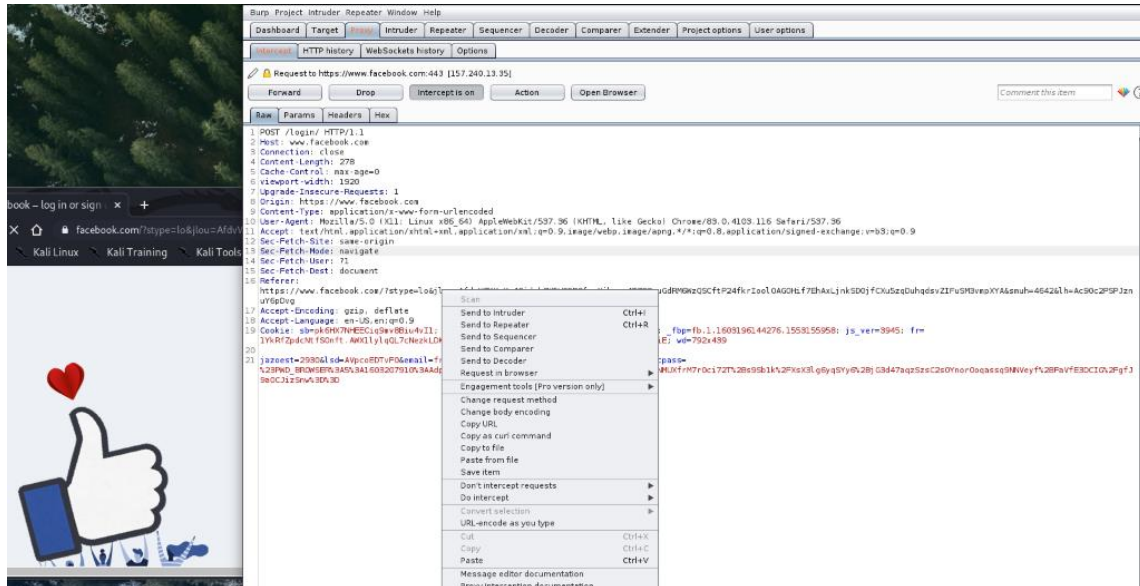 Burp Project Intruder Repeater Window Help
Dashboard Target Proxy Intruder Repeater Sequencer Decoder Comparer Extender Project options User options
Intercept HTTP history WebSockets history Options
Request to https://www.facebook.com:443 [157.240.13.35]
Forward Drop Intercept is on Action Open Browser Comment this item
Raw Params Headers Hex
1 POST /login/ HTTP/1.1
2 Host: www.facebook.com
3 Connection: close
4 Content-Length: 278
5 Cache-Control: max-age=0
6 viewport-width: 1920
7 Upgrade-Insecure-Requests: 1
8 Origin: https://www.facebook.com
9 Content-Type: application/x-www-form-urlencoded
10 User-Agent: Mozilla/5.0 (X11; Linux x86_64) AppleWebKit/537.36 (KHTML, like Gecko) Chrome/83.0.4103.116 Safari/537.36
11 Accept: text/html,application/xhtml+xml,application/xml;q=0.9,image/webp,image/apng,*/*;q=0.8,application/signed-exchange;v=b3;q=0.9
12 Sec-Fetch-Site: same-origin
13 Sec-Fetch-Mode: navigate
14 Sec-Fetch-User: ?1
15 Sec-Fetch-Dest: document
16 Referer:
17 Accept-Encoding: gzip, deflate
18 Accept-Language: en-US,en;q=0.9
19 Cookie:
_fbp=fb.1.1603196144276.1553155958; js_ver=3945; fr=
wd=792x439
20
21
pass=
book – log in or sign
facebook.com/?stype=lo&jlou=
Kali Linux Kali Training Kali Tools
Scan
Send to Intruder Ctrl+I
Send to Repeater Ctrl+R
Send to Sequencer
Send to Comparer
Send to Decoder
Request in browser
Engagement tools [Pro version only]
Change request method
Change body encoding
Copy URL
Copy as curl command
Copy to file
Paste from file
Save item
Don't intercept requests
Do intercept
Convert selection
URL-encode as you type
Cut Ctrl+X
Copy Ctrl+C
Paste Ctrl+V
Message editor documentation
Proxy interception documentation